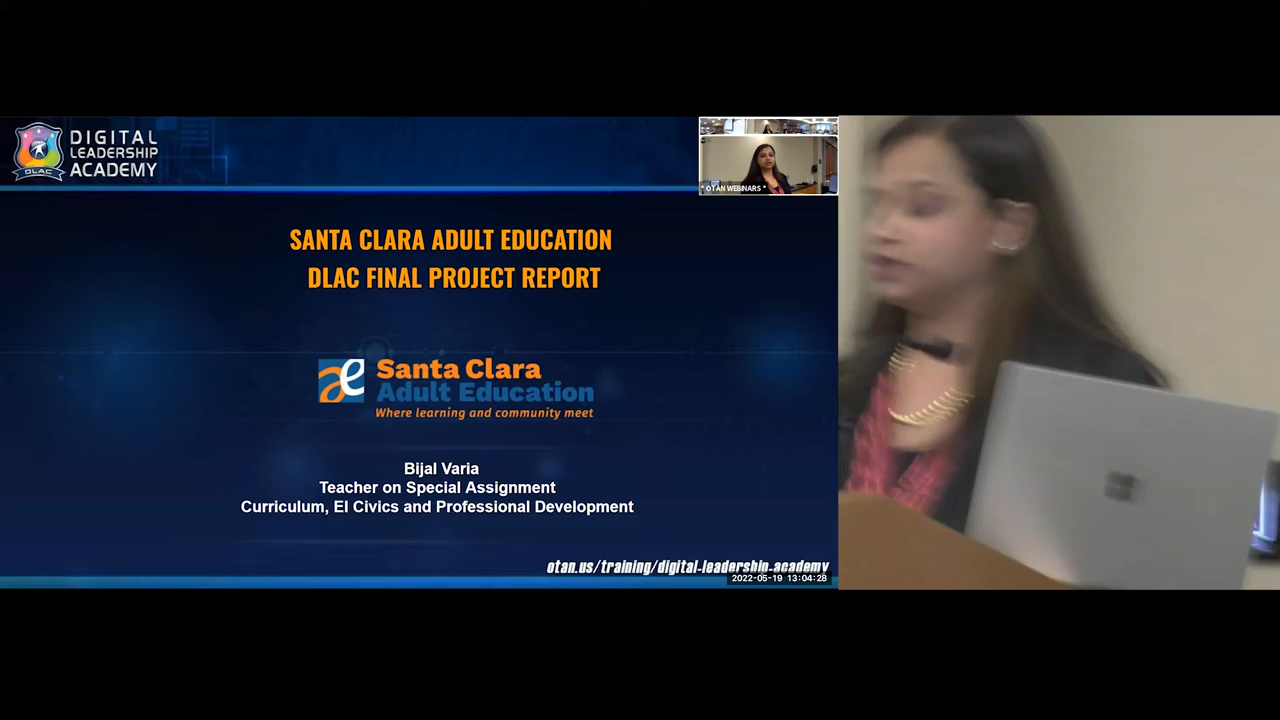 DIGITAL
LEADERSHIP
ACADEMY
DLAC
* OTAN WEBINARS *
SANTA CLARA ADULT EDUCATION
DLAC FINAL PROJECT REPORT
ae Santa Clara
Adult Education
Where learning and community meet
Bijal Varia
Teacher on Special Assignment
Curriculum, EI Civics and Professional Development
otan.us/training/digital-leadership-academy
2022-05-19 13:04:28